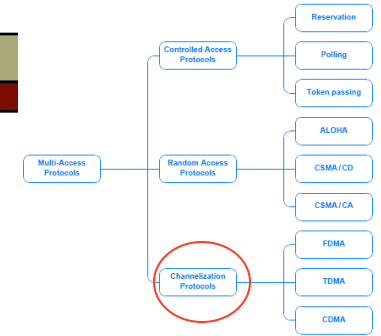 Reservation
Controlled Access
Protocols
Polling
Token passing
ALOHA
Multi-Access
Protocols
Random Access
Protocols
CSMA / CD
CSMA / CA
FDMA
Channelization
Protocols
TDMA
CDMA